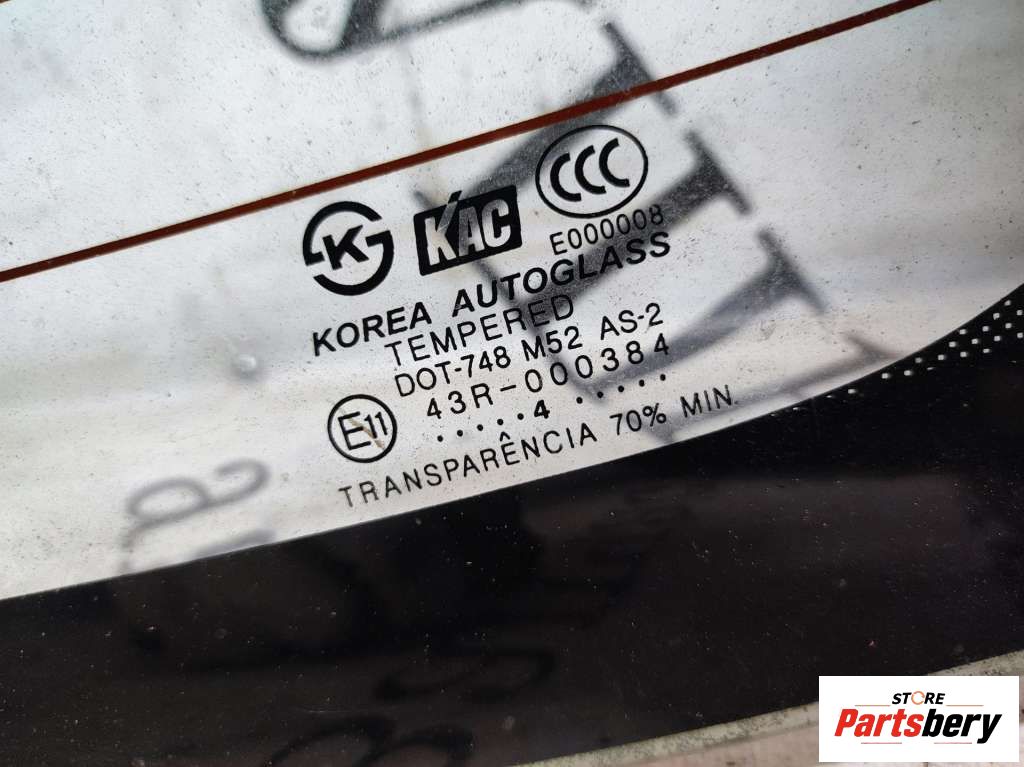 KS
KAC
CCC
E000008
KOREA AUTOGLASS
TEMPERED
DOT-748 M52 AS-2
43R-000384
E11
.....4.....
TRANSPARÊNCIA 70% MIN.
STORE
Partsbery